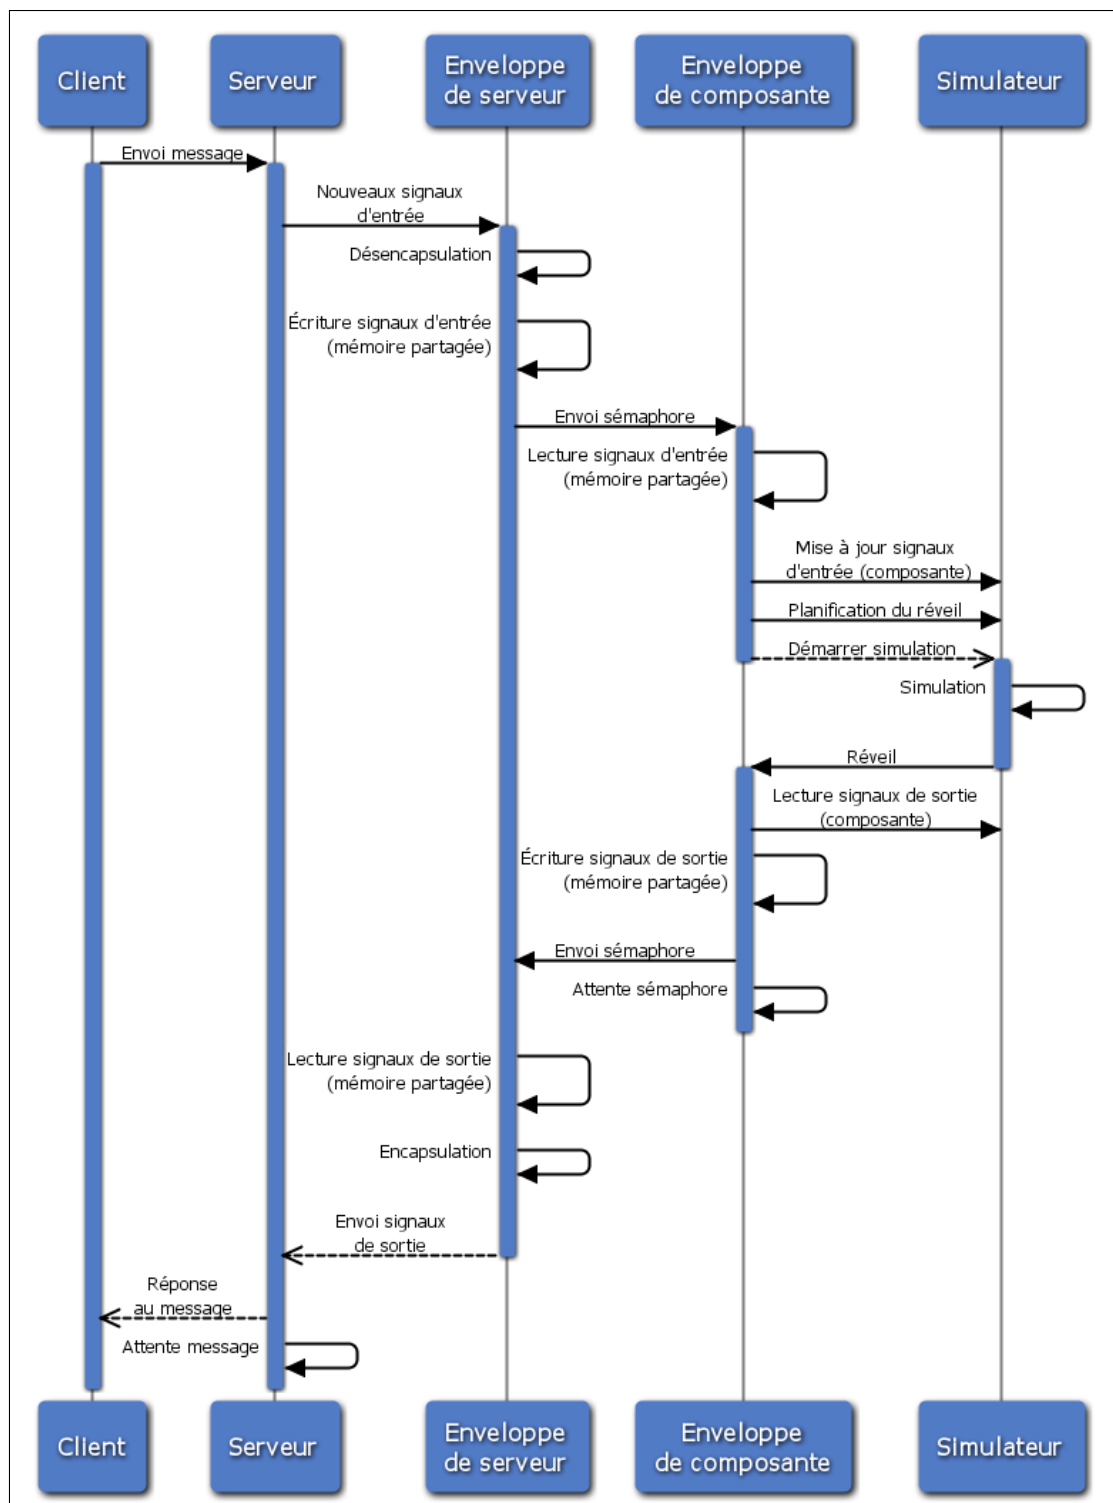 Client
Serveur
Enveloppe
de serveur
Enveloppe
de composante
Simulateur
Envoi message
Nouveaux signaux
d'entrée
Désencapsulation
Écriture signaux d'entrée
(mémoire partagée)
Envoi sémaphore
Lecture signaux d'entrée
(mémoire partagée)
Mise à jour signaux
d'entrée (composante)
Planification du réveil
Démarrer simulation
Simulation
Réveil
Lecture signaux de sortie
(composante)
Écriture signaux de sortie
(mémoire partagée)
Envoi sémaphore
Attente sémaphore
Lecture signaux de sortie
(mémoire partagée)
Encapsulation
Envoi signaux
de sortie
Réponse
au message
Attente message
Client
Serveur
Enveloppe
de serveur
Enveloppe
de composante
Simulateur